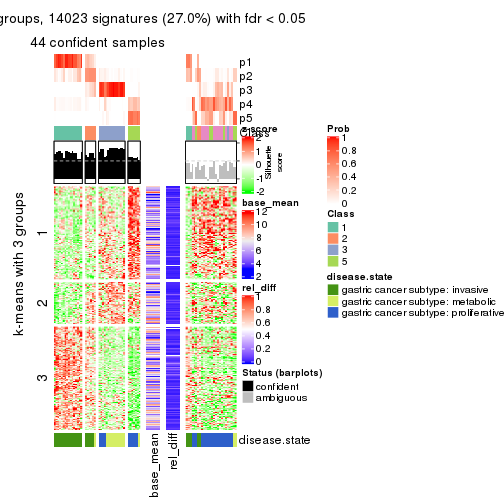 groups, 14023 signatures (27.0%) with fdr < 0.05
44 confident samples
p1
p2
p3
p4
p5
Class
z-score
2
1
0
-1
-2
Silhouette
score
k-means with 3 groups
1
2
3
base_mean
12
10
8
6
4
2
rel_diff
1
0.8
0.6
0.4
0.2
0
Status (barplots)
confident
ambiguous
Prob
1
0.8
0.6
0.4
0.2
0
Class
1
2
3
5
disease.state
gastric cancer subtype: invasive
gastric cancer subtype: metabolic
gastric cancer subtype: proliferative
disease.state
base_mean
rel_diff